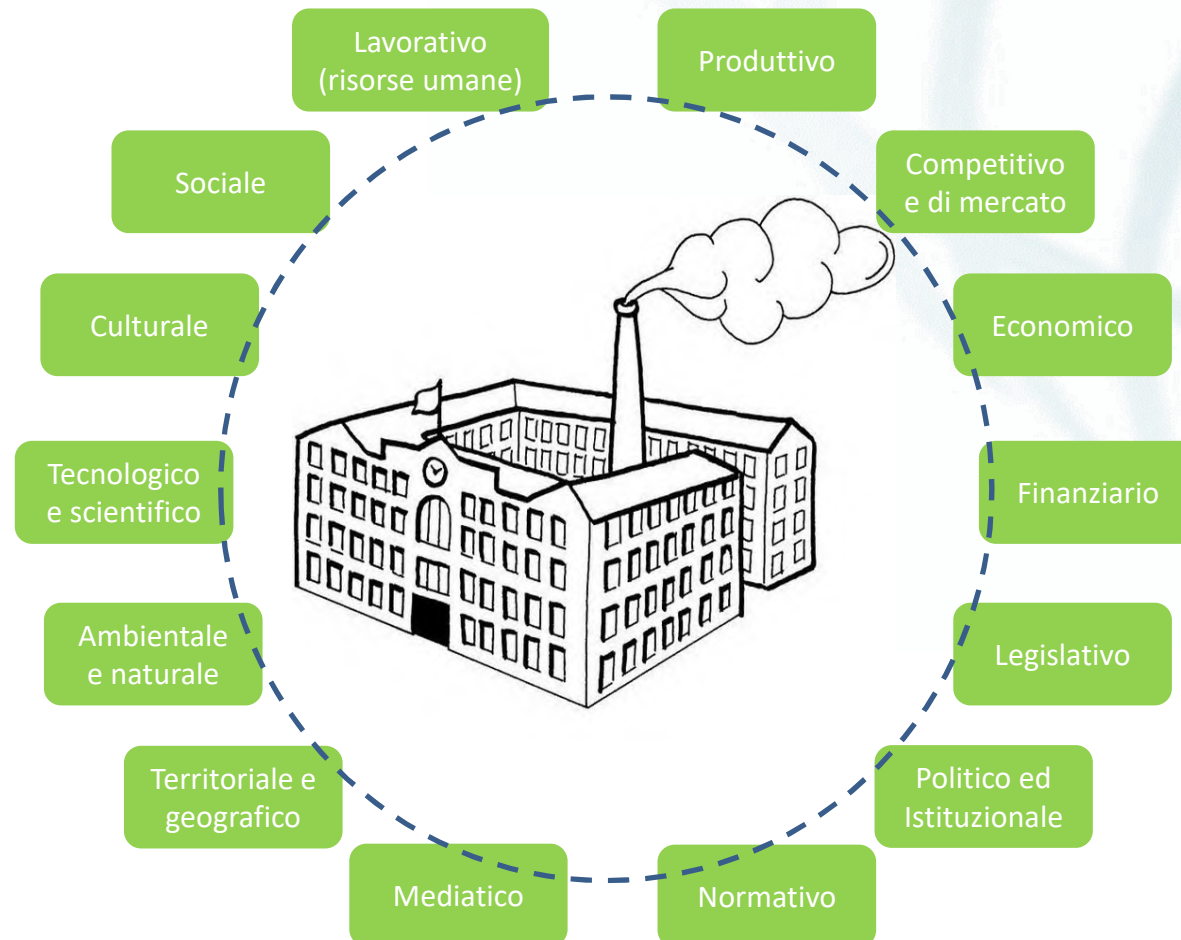 Lavorativo
(risorse umane)
Produttivo
Sociale
Competitivo
e di mercato
Culturale
Economico
Tecnologico
e scientifico
Finanziario
Ambientale
e naturale
Legislativo
Territoriale e
geografico
Politico ed
Istituzionale
Mediatico
Normativo